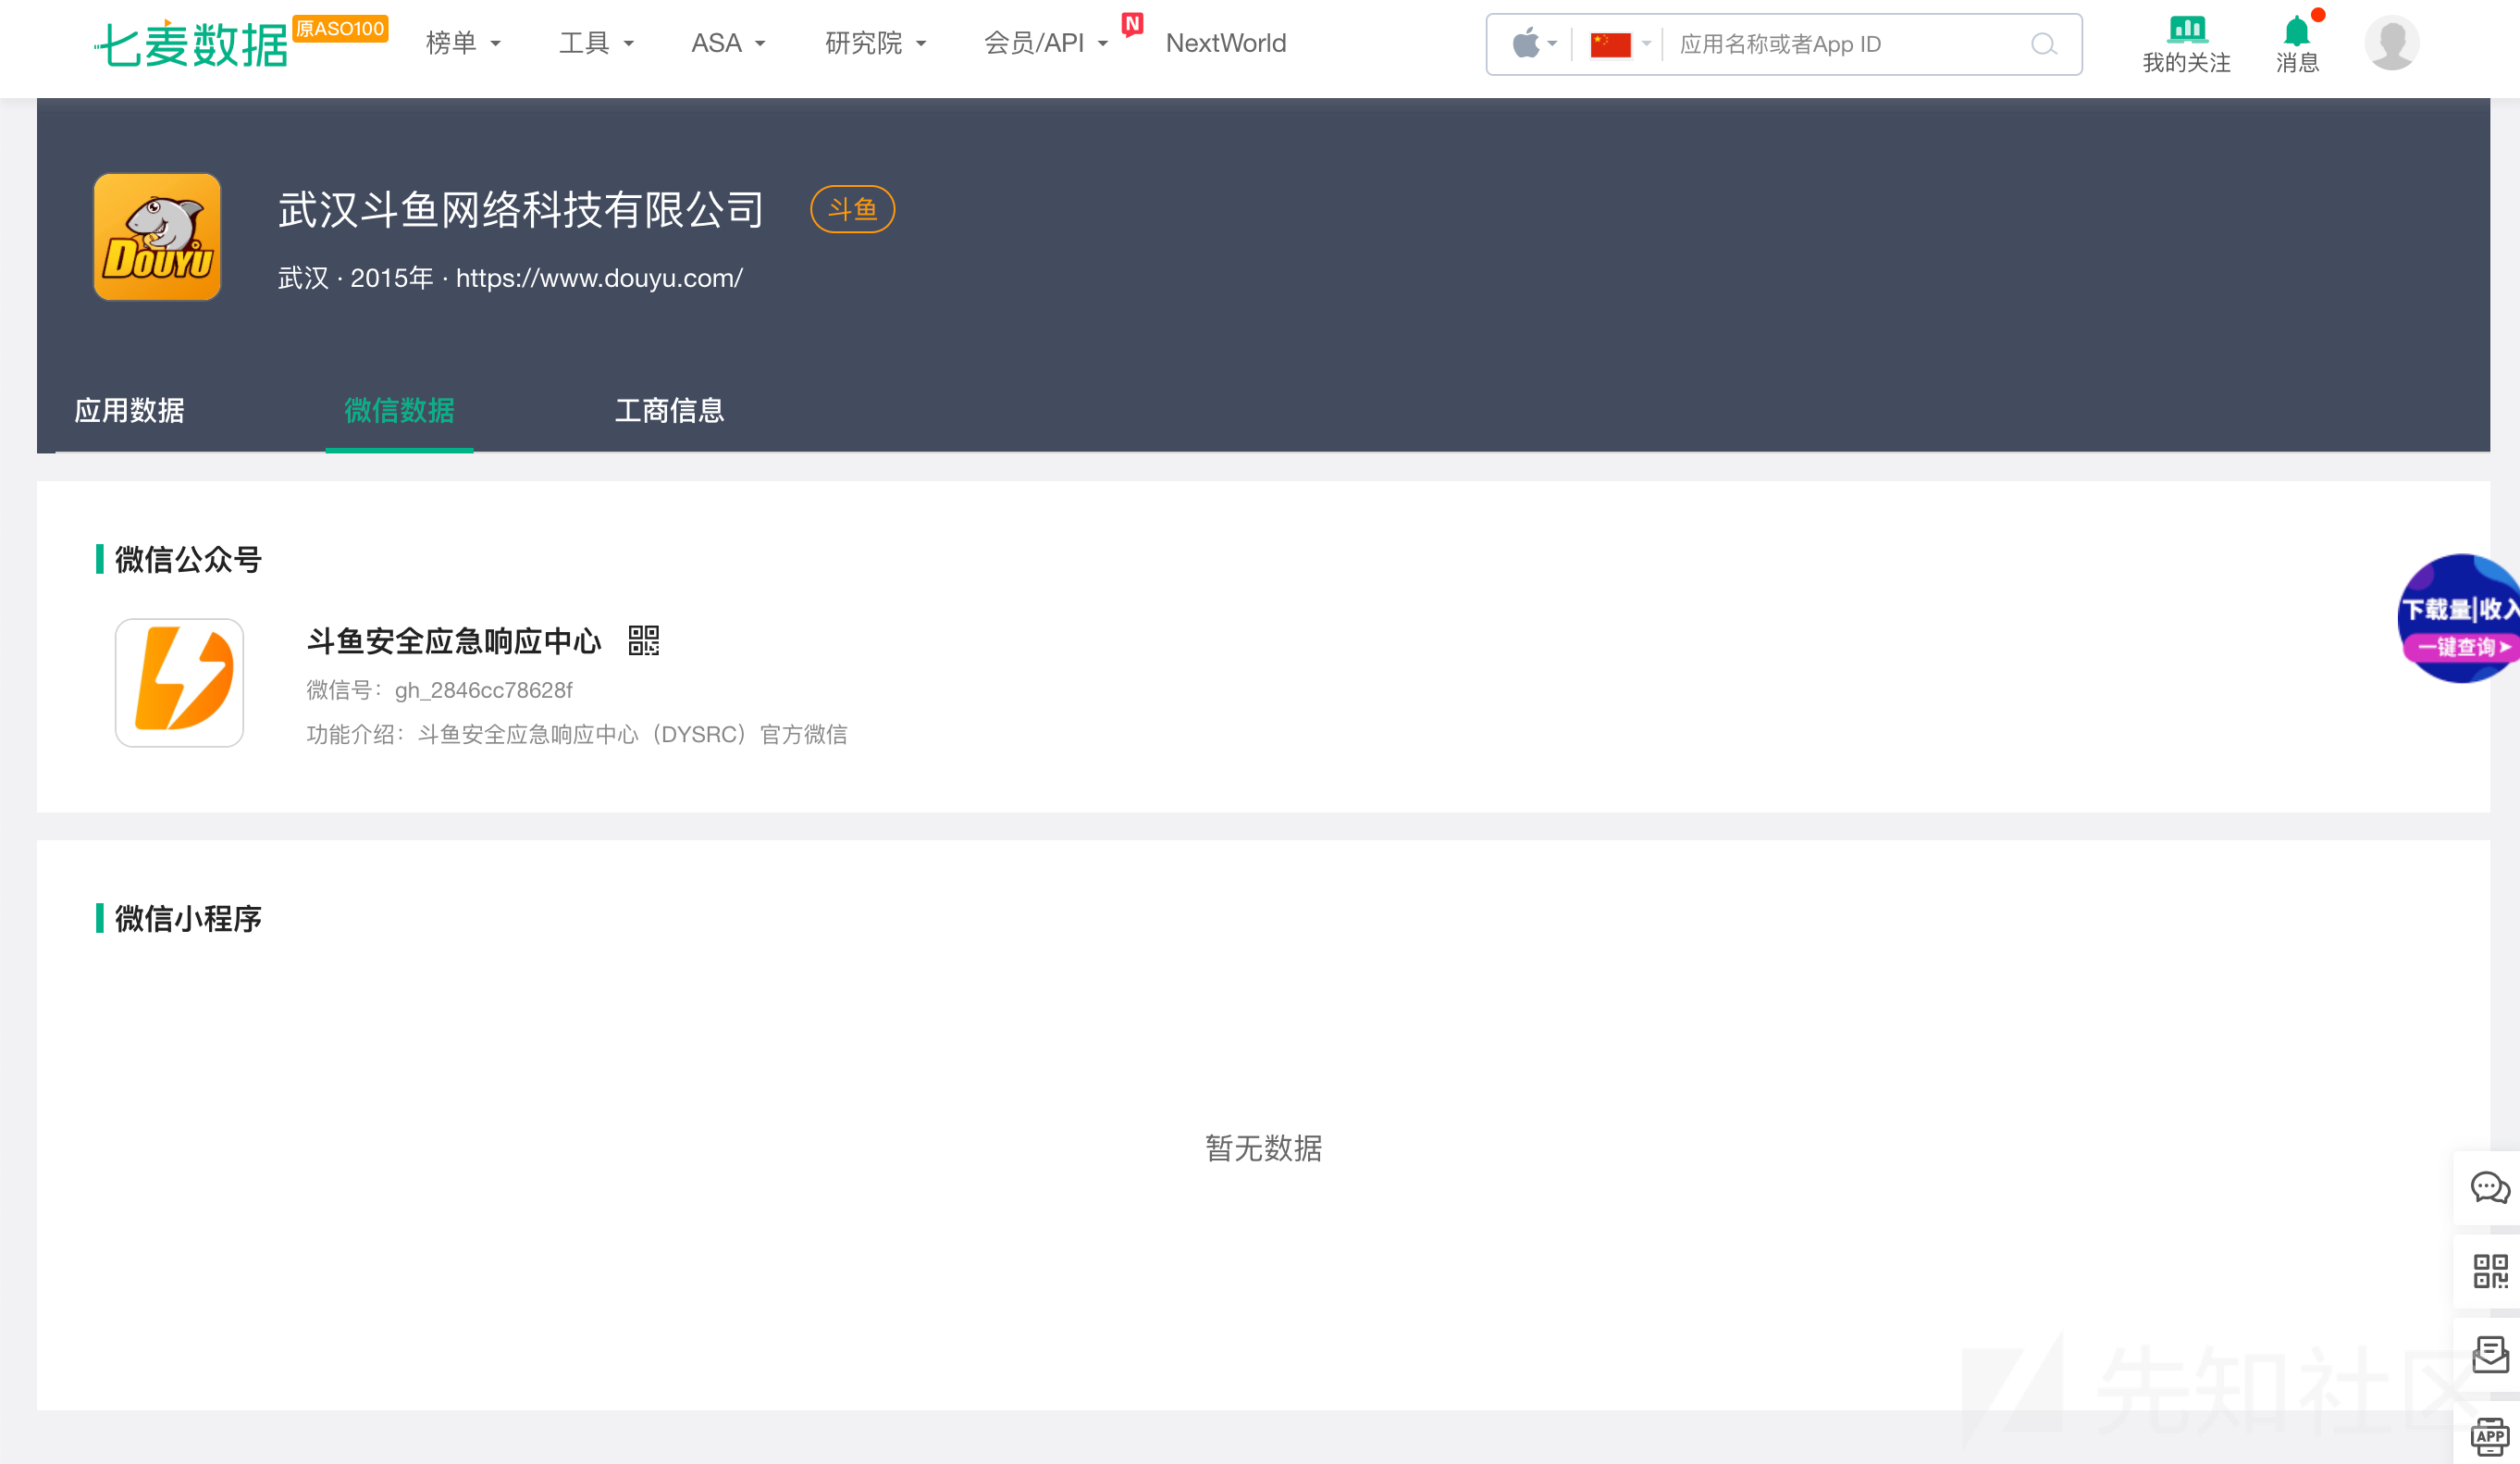 七麦数据 原ASO100 榜单 工具 ASA 研究院 会员/API N NextWorld 应用名称或者App ID 我的关注 消息
DOUYU
武汉斗鱼网络科技有限公司 斗鱼
武汉 · 2015年 · https://www.douyu.com/
应用数据 微信数据 工商信息
微信公众号
斗鱼安全应急响应中心
微信号：gh_2846cc78628f
功能介绍：斗鱼安全应急响应中心（DYSRC）官方微信
下载量|收入
一键查询
微信小程序
暂无数据
先知社区
APP